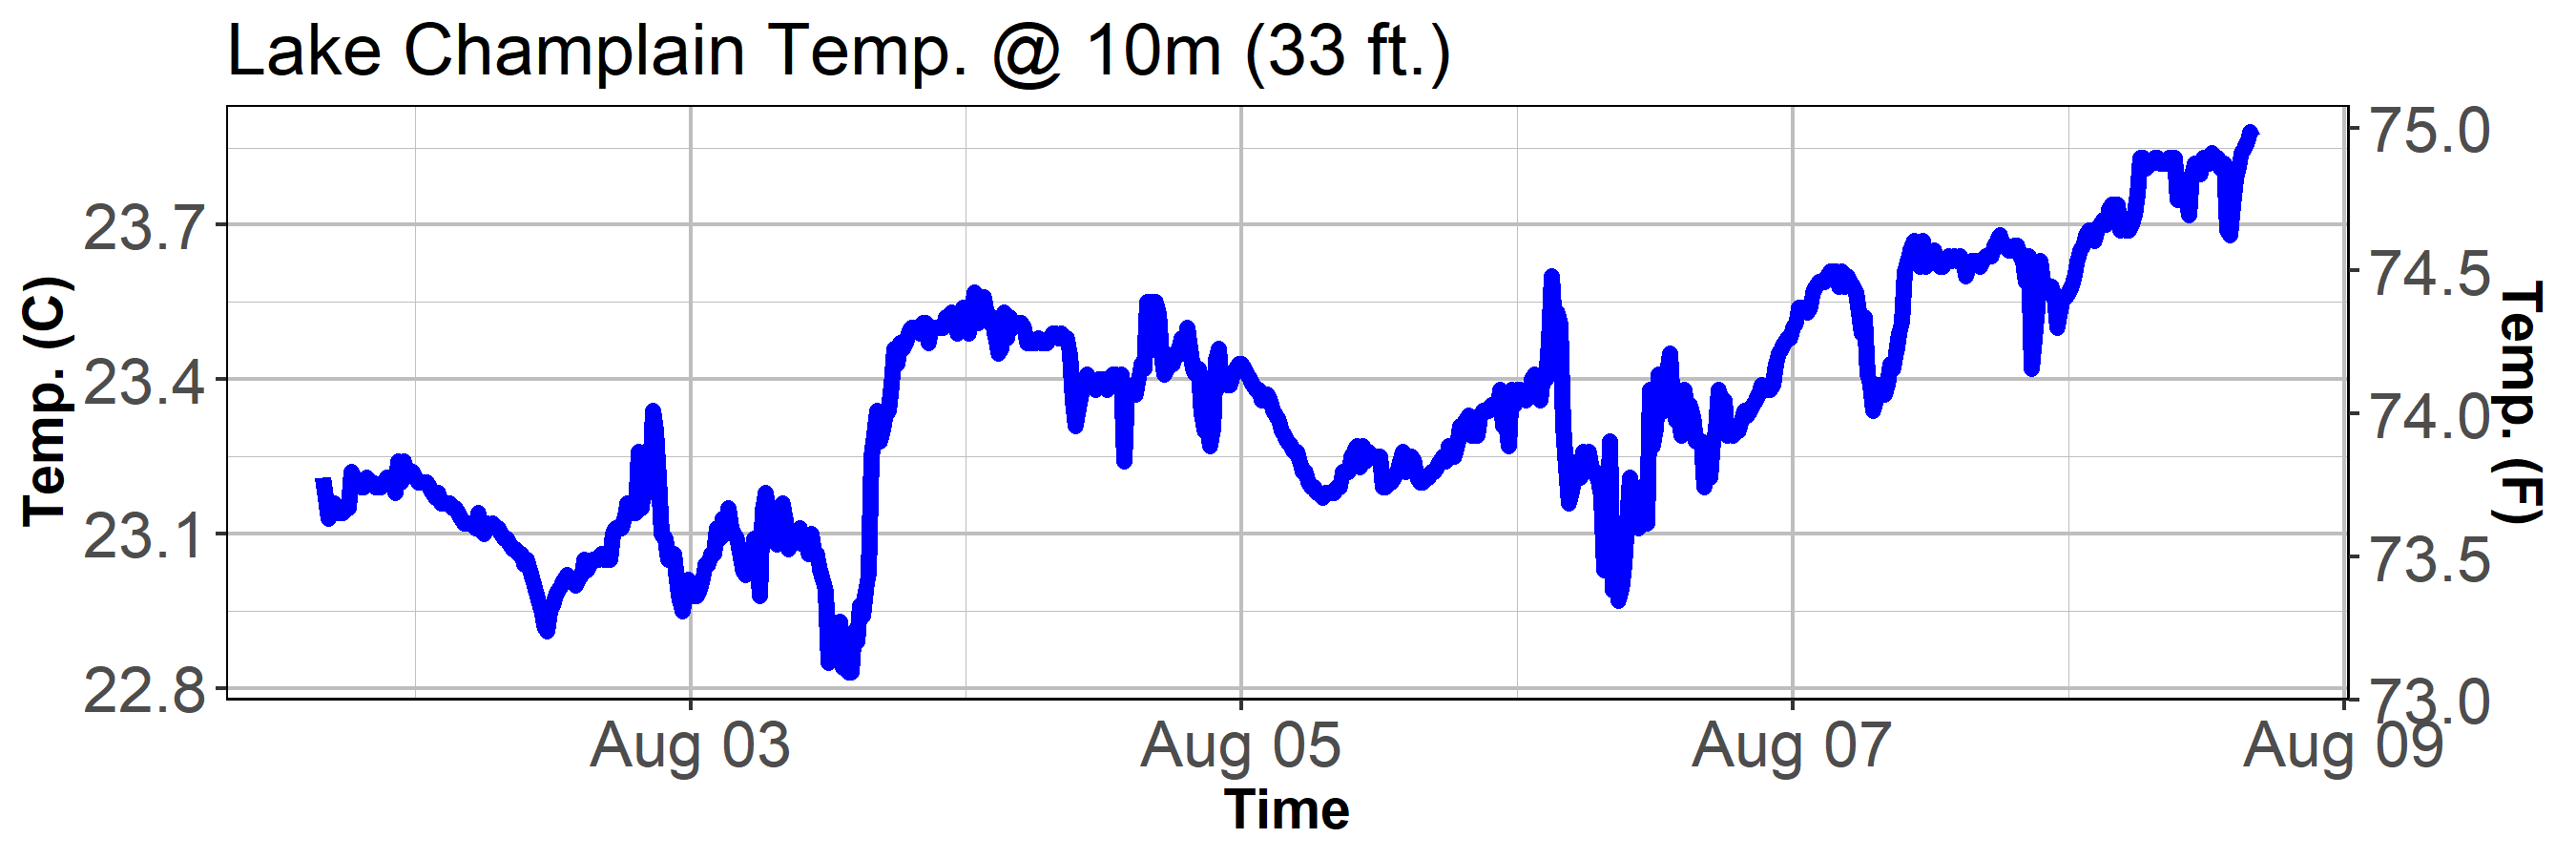 Lake Champlain Temp. @ 10m (33 ft.)
Temp. (C)
23.7
23.4
23.1
22.8
75.0
74.5
74.0
73.5
73.0
Temp. (F)
Aug 03 Aug 05 Aug 07 Aug 09
Time